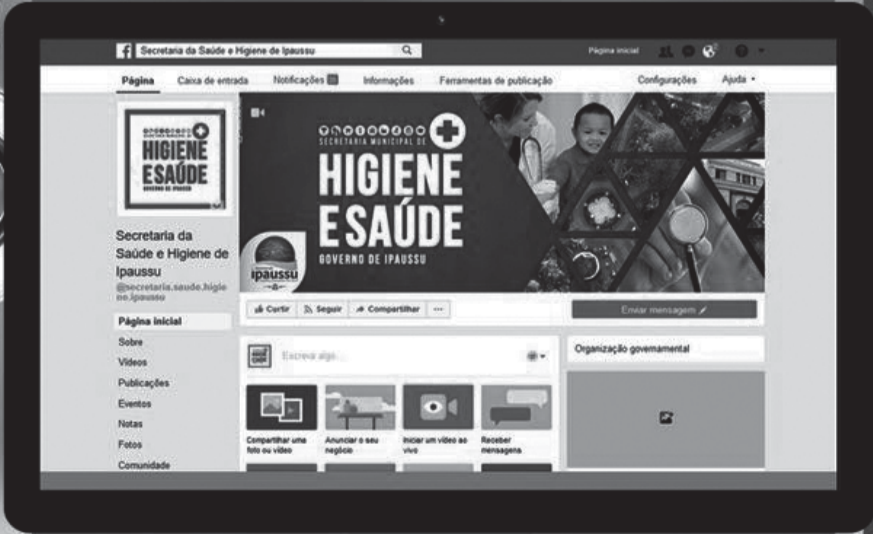 Secretaria da Saúde e Higiene de Ipaussu
Página inicial
Página
Caixa de entrada
Notificações
Informações
Ferramentas de publicação
Configurações
Ajuda
SECRETARIA MUNICIPAL DE
HIGIENE
E SAÚDE
GOVERNO DE IPAUSSU
SECRETARIA MUNICIPAL DE
HIGIENE
E SAÚDE
GOVERNO DE IPAUSSU
ipaussu
Secretaria da
Saúde e Higiene de
Ipaussu
@secretaria.saude.higie
ne.ipaussu
Curtir
Seguir
Compartilhar
Enviar mensagem
Página inicial
Sobre
Vídeos
Publicações
Eventos
Notas
Fotos
Comunidade
Escreva algo...
Compartilhar uma
foto ou vídeo
Anunciar o seu
negócio
Iniciar um vídeo ao
vivo
Receber
mensagens
Organização governamental